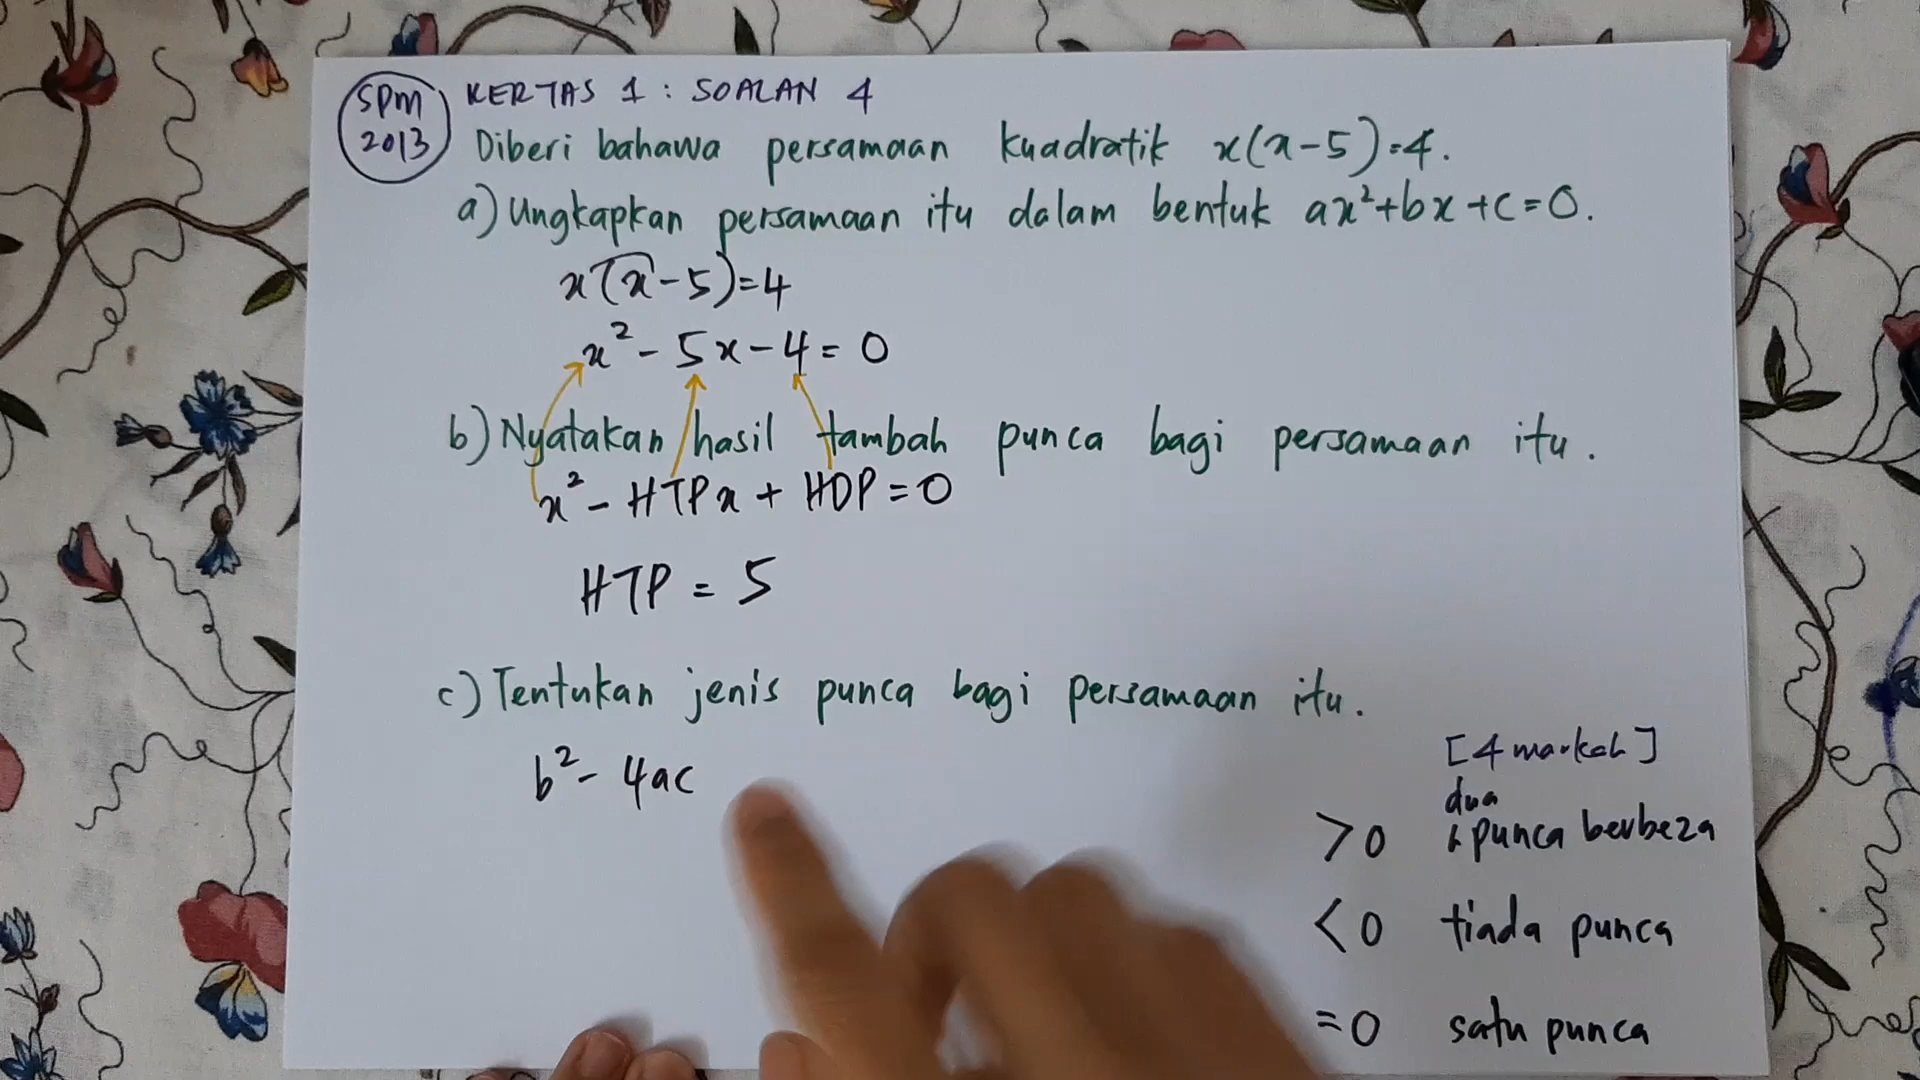 SPM 2013
KERTAS 1 : SOALAN 4
Diberi bahawa persamaan kuadratik x(x-5)=4.
a) Ungkapkan persamaan itu dalam bentuk ax²+bx+c=0.
x(x-5)=4
x² - 5x - 4 = 0
b) Nyatakan hasil tambah punca bagi persamaan itu.
x² - HTPx + HDP = 0
HTP = 5
c) Tentukan jenis punca bagi persamaan itu.
[4 markah]
b² - 4ac
dua
>0 punca berbeza
<0 tiada punca
=0 satu punca